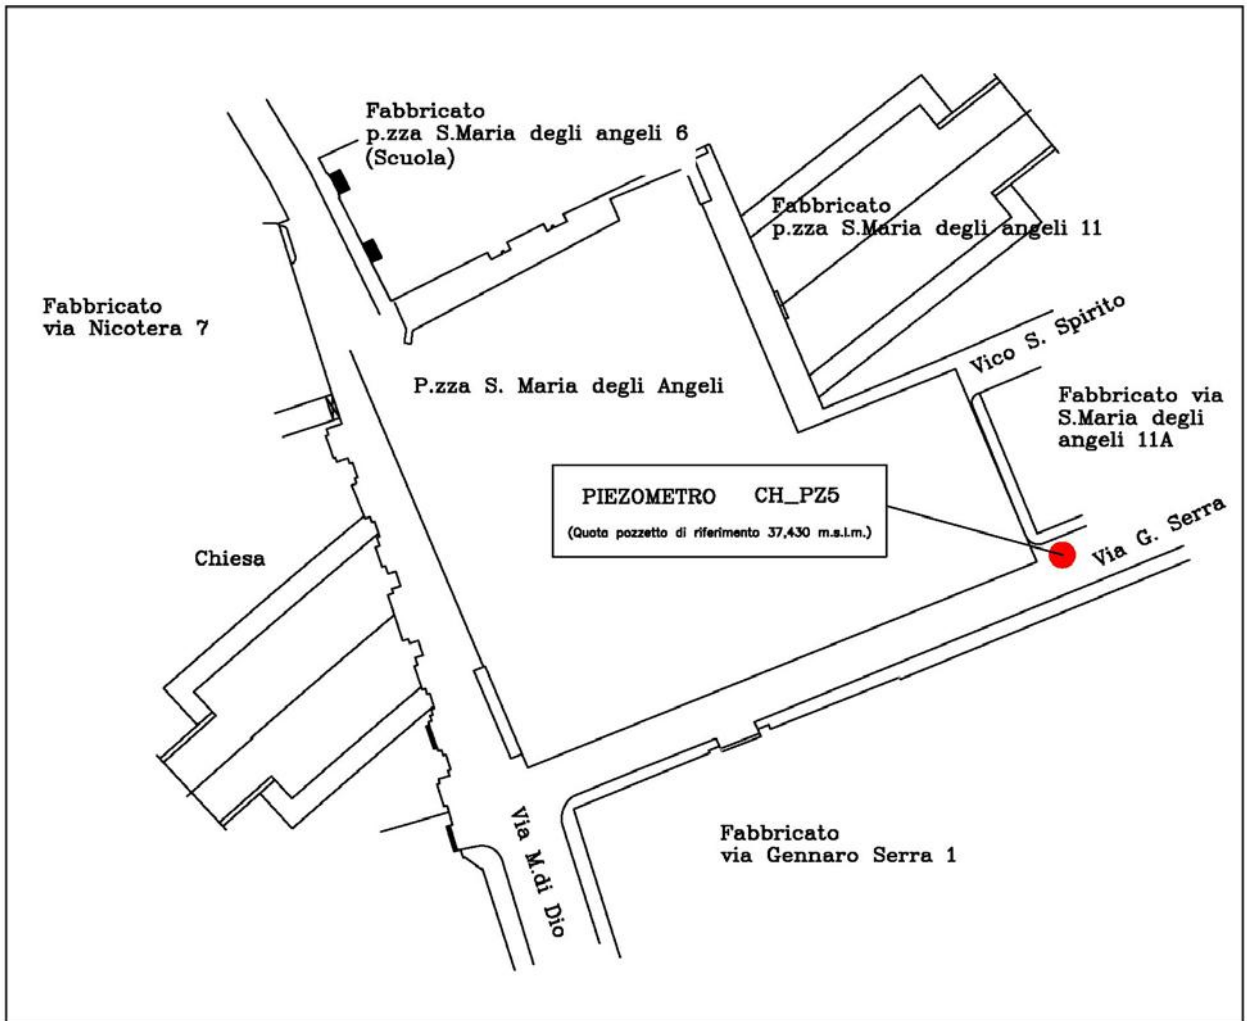 Fabbricato
p.zza S.Maria degli angeli 6
(Scuola)
Fabbricato
p.zza S.Maria degli angeli 11
Fabbricato
via Nicotera 7
Vico S. Spirito
P.zza S. Maria degli Angeli
Fabbricato via
S.Maria degli
angeli 11A
PIEZOMETRO CH_PZ5
(Quota pozzetto di riferimento 37,430 m.s.l.m.)
Via G. Serra
Chiesa
Via M.di Dio
Fabbricato
via Gennaro Serra 1